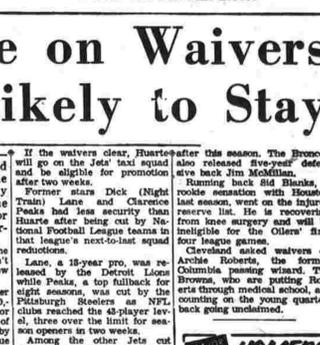 e on Waivers
ikely to Stay
If the waivers clear, Huarte
will go on the Jets' taxi squad
and be eligible for promotion
after two weeks.
Former stars Dick (Night
Train) Lane and Clarence
Peaks had less security than
Huarte after being cut by Na-
tional Football League teams in
that league's next-to-last squad
reductions.
Lane, a 13-year pro, was re-
leased by the Detroit Lions
while Peaks, a top fullback for
eight seasons, was cut by the
Pittsburgh Steelers as NFL
clubs reached the 43-player lev-
el, three over the limit for sea-
son openers in two weeks.
Among the other Jets cut
after this season. The Bronc
also released five-year defe
sive back Jim McMillan.
Running back Sid Blanks,
rookie sensation with Houst
last season, went on the injur
reserve list. He is recoveri
from knee surgery and will
ineligible for the Oilers' fi
four league games.
Cleveland asked waivers
Archie Roberts, the form
Columbia passing wizard. T
Browns, who are putting Ro
erts through medical school, a
counting on the young quart
back going unclaimed.